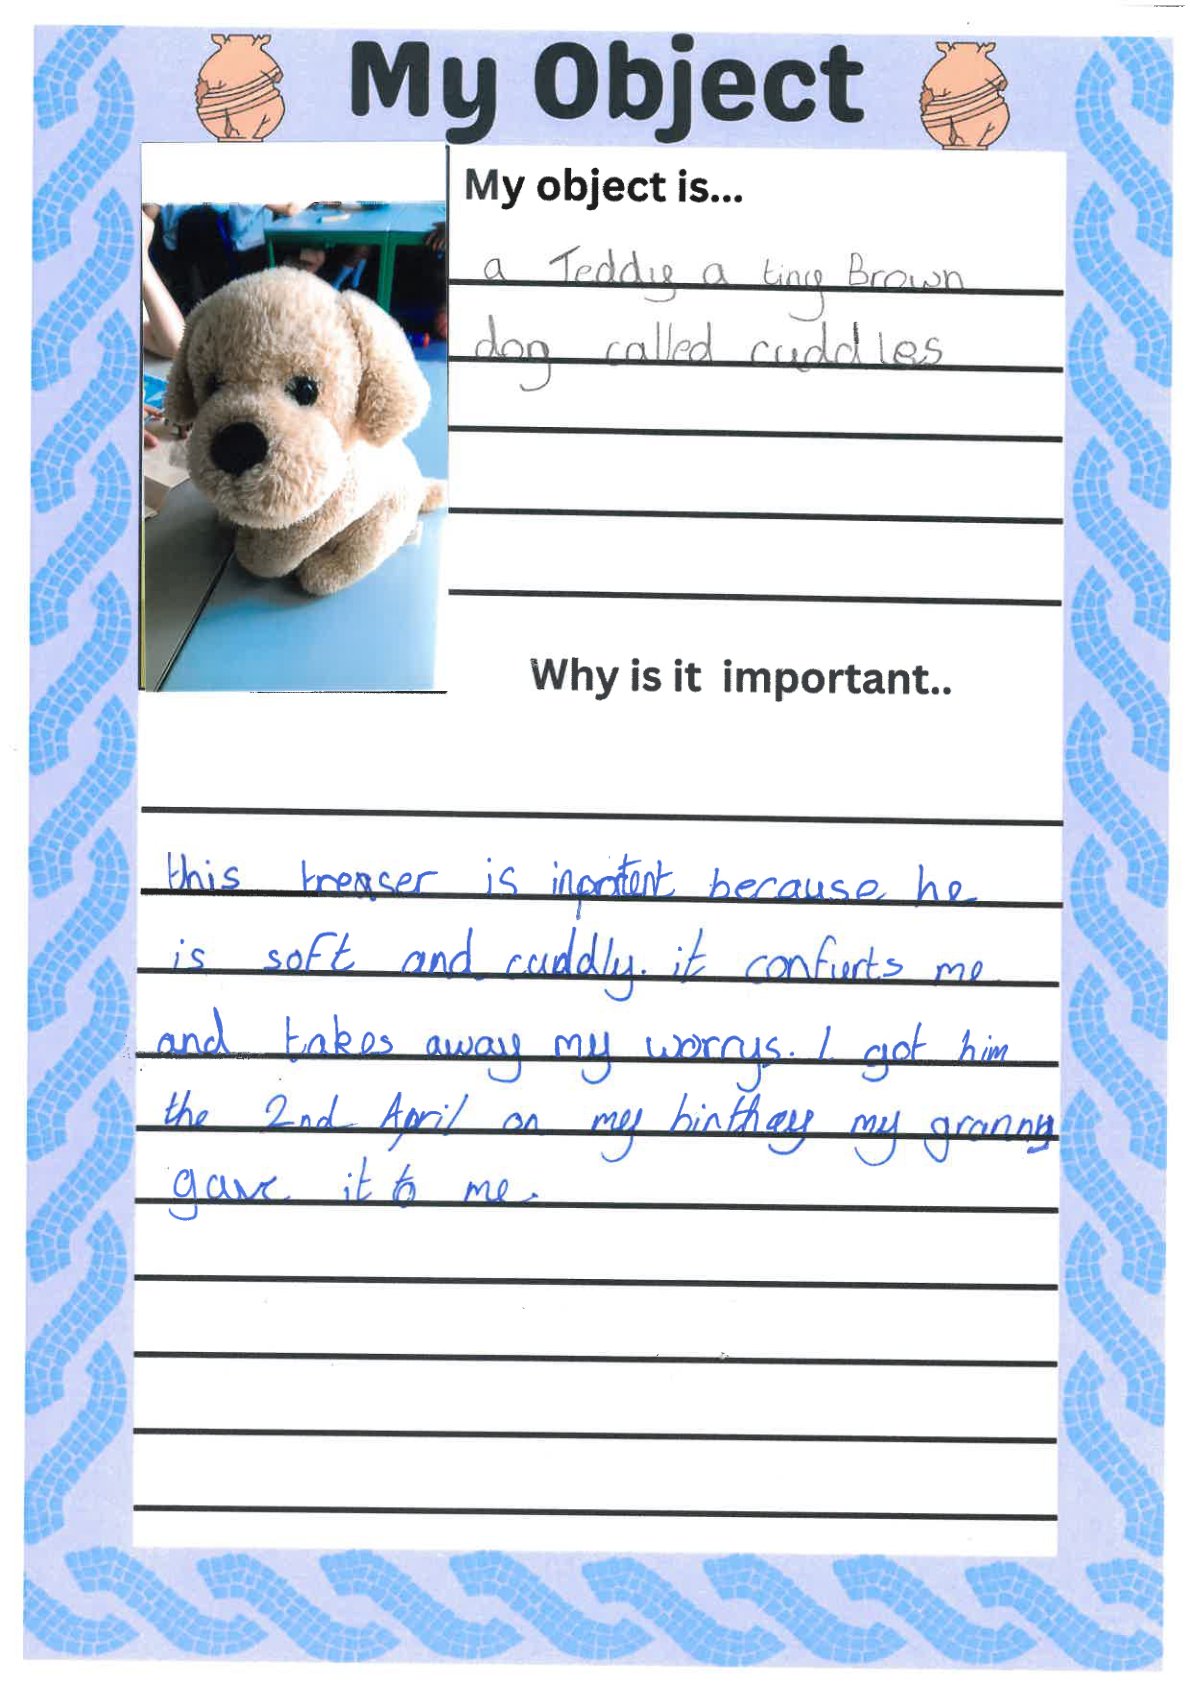 My Object
My object is...
a Teddy a tiny Brown
dog called cuddles
Why is it important..
this treaser is inportent because he
is soft and cuddly. it confurts me
and takes away my worrys. I got him
the 2nd April on my birthday my granny
gave it to me.